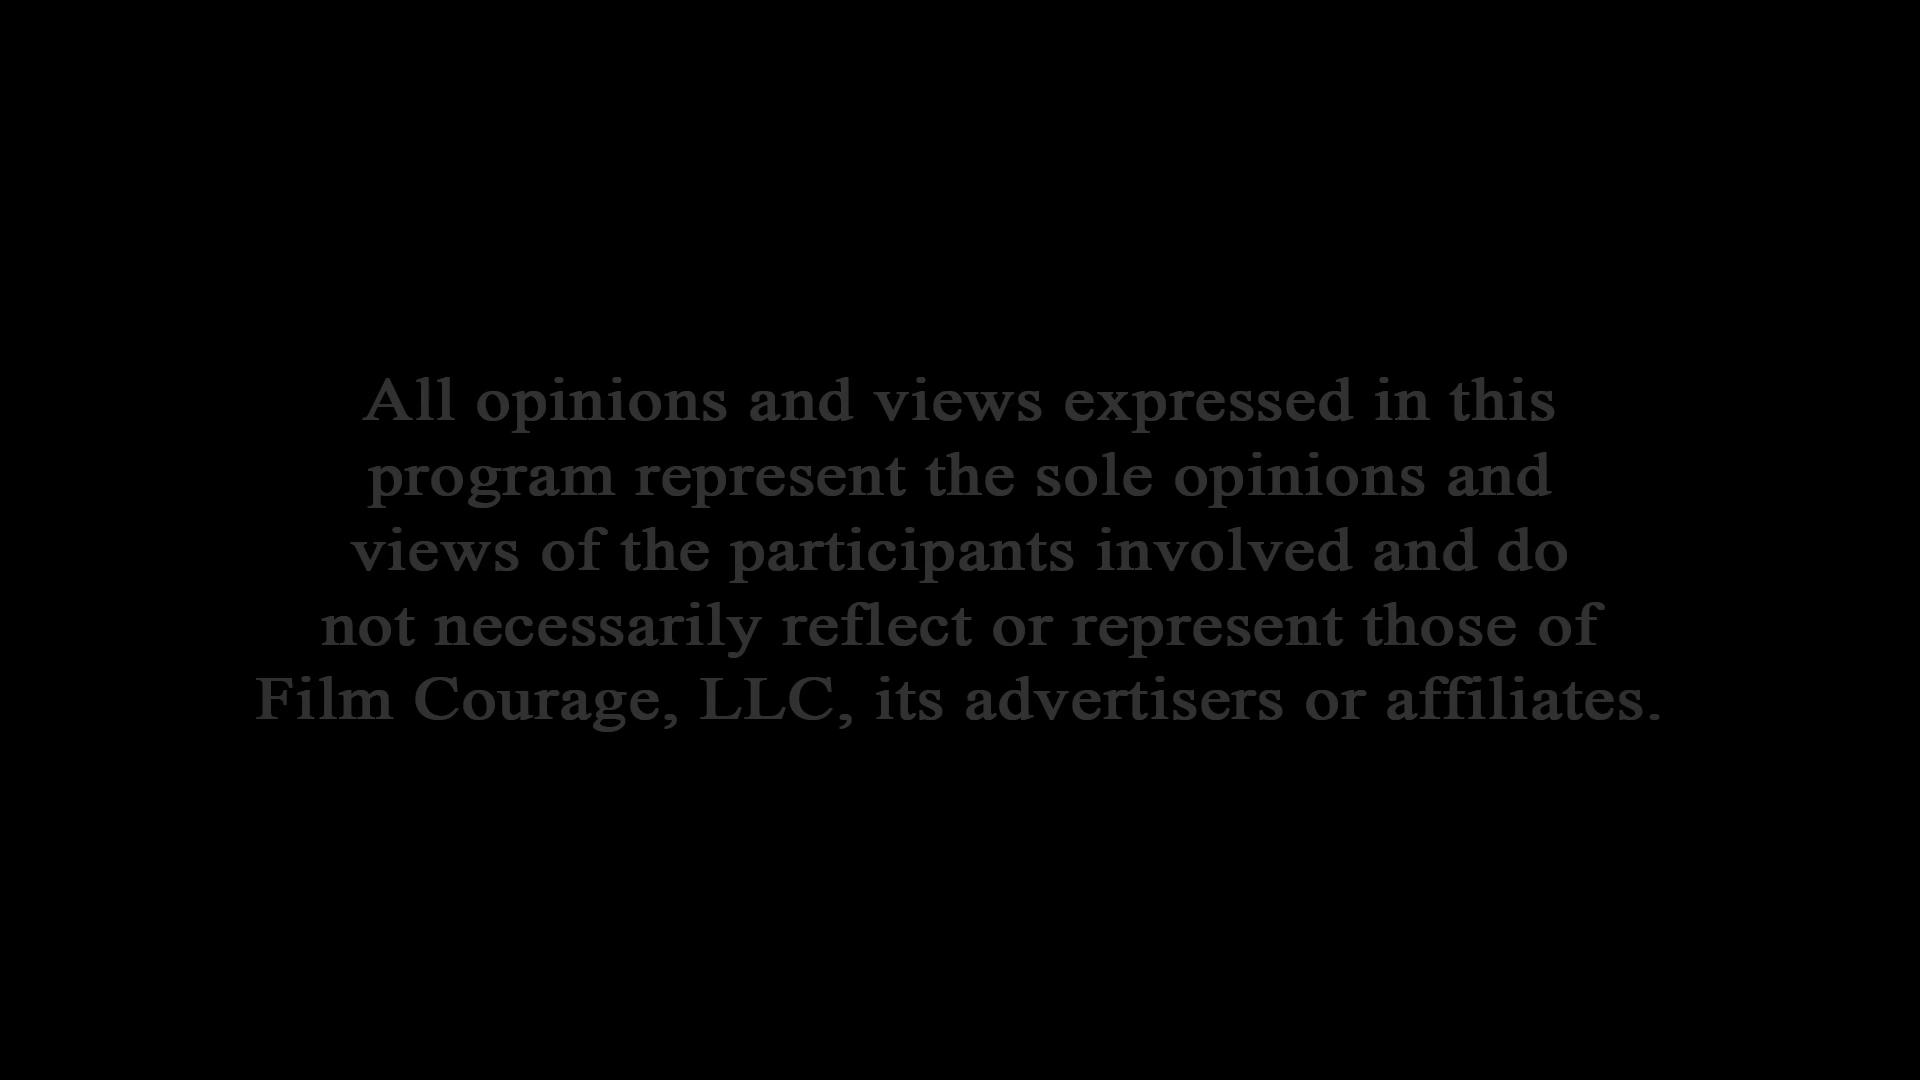 All opinions and views expressed in this
program represent the sole opinions and
views of the participants involved and do
not necessarily reflect or represent those of
Film Courage, LLC, its advertisers or affiliates.